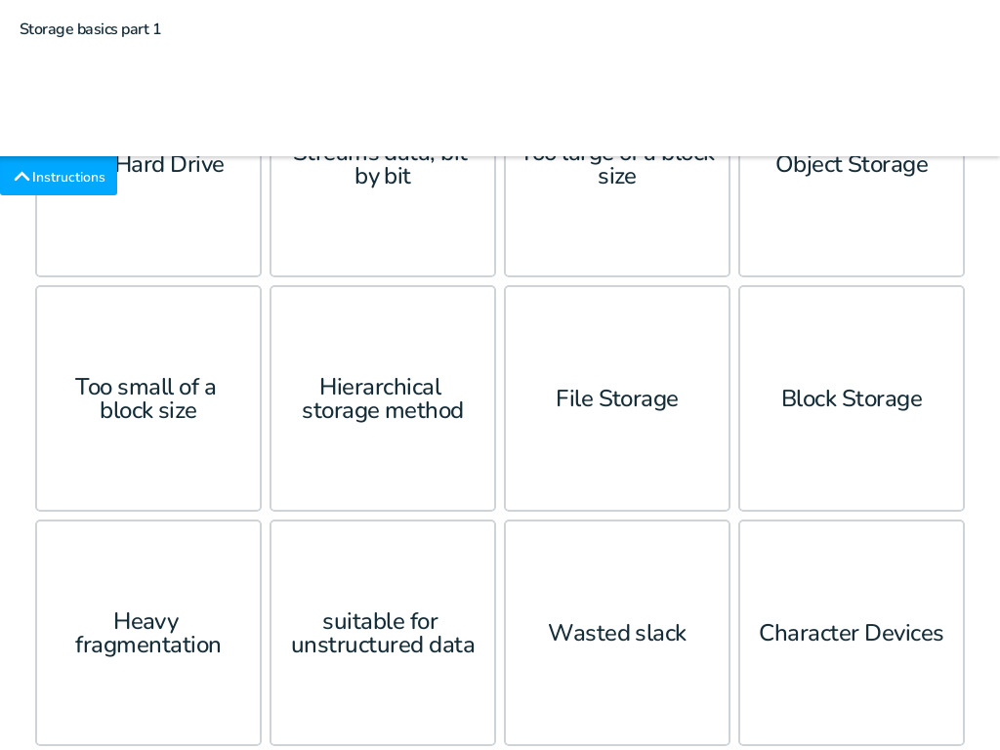 Storage basics part 1
Instructions
Hard Drive
Streams data, bit
by bit
Too large of a block
size
Object Storage
Too small of a
block size
Hierarchical
storage method
File Storage
Block Storage
Heavy
fragmentation
suitable for
unstructured data
Wasted slack
Character Devices